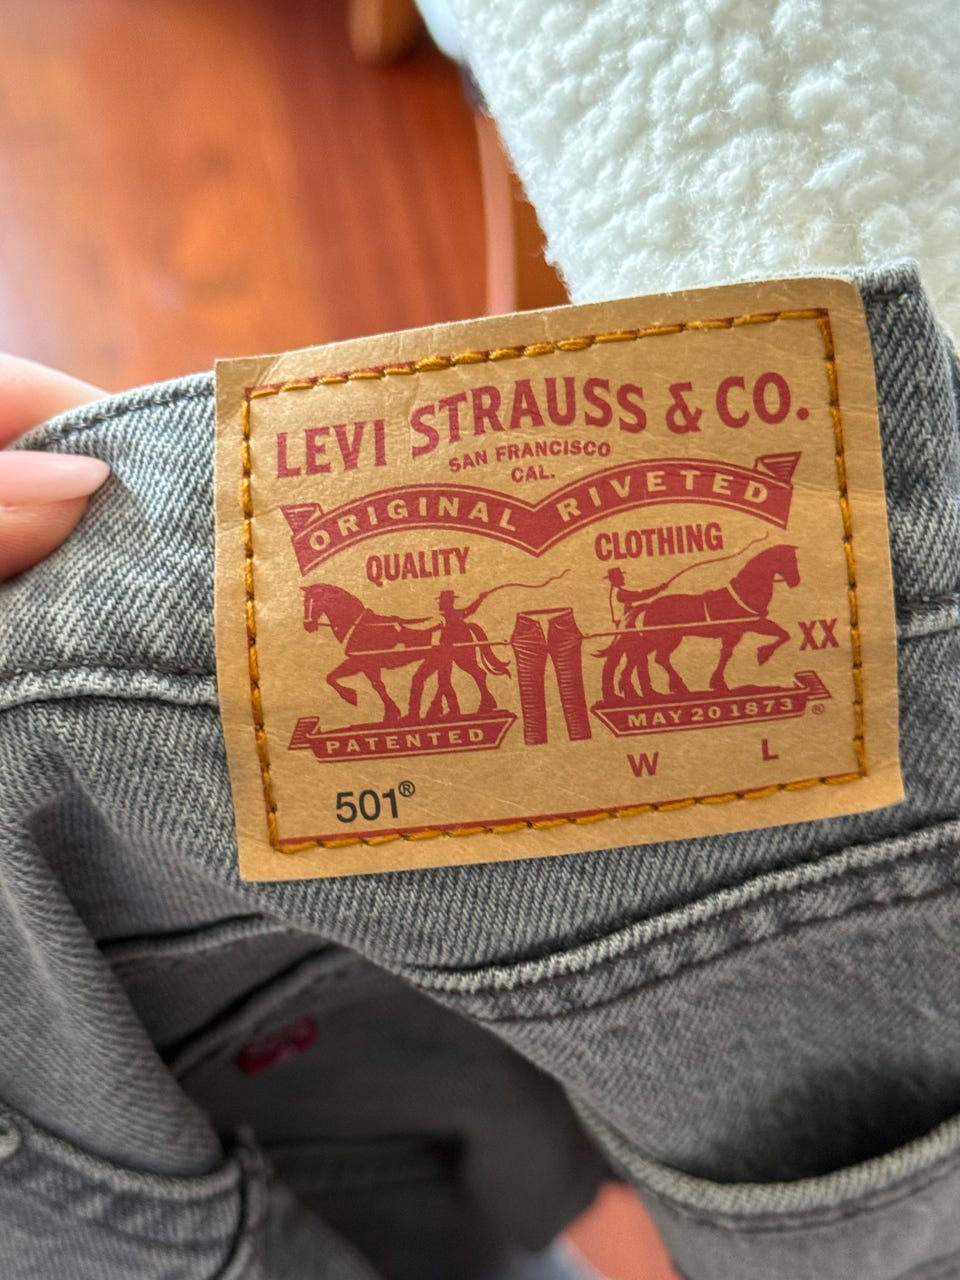 LEVI STRAUSS & CO.
SAN FRANCISCO
CAL.
ORIGINAL RIVETED
QUALITY CLOTHING
XX
PATENTED MAY 20 1873 ®
W L
501®